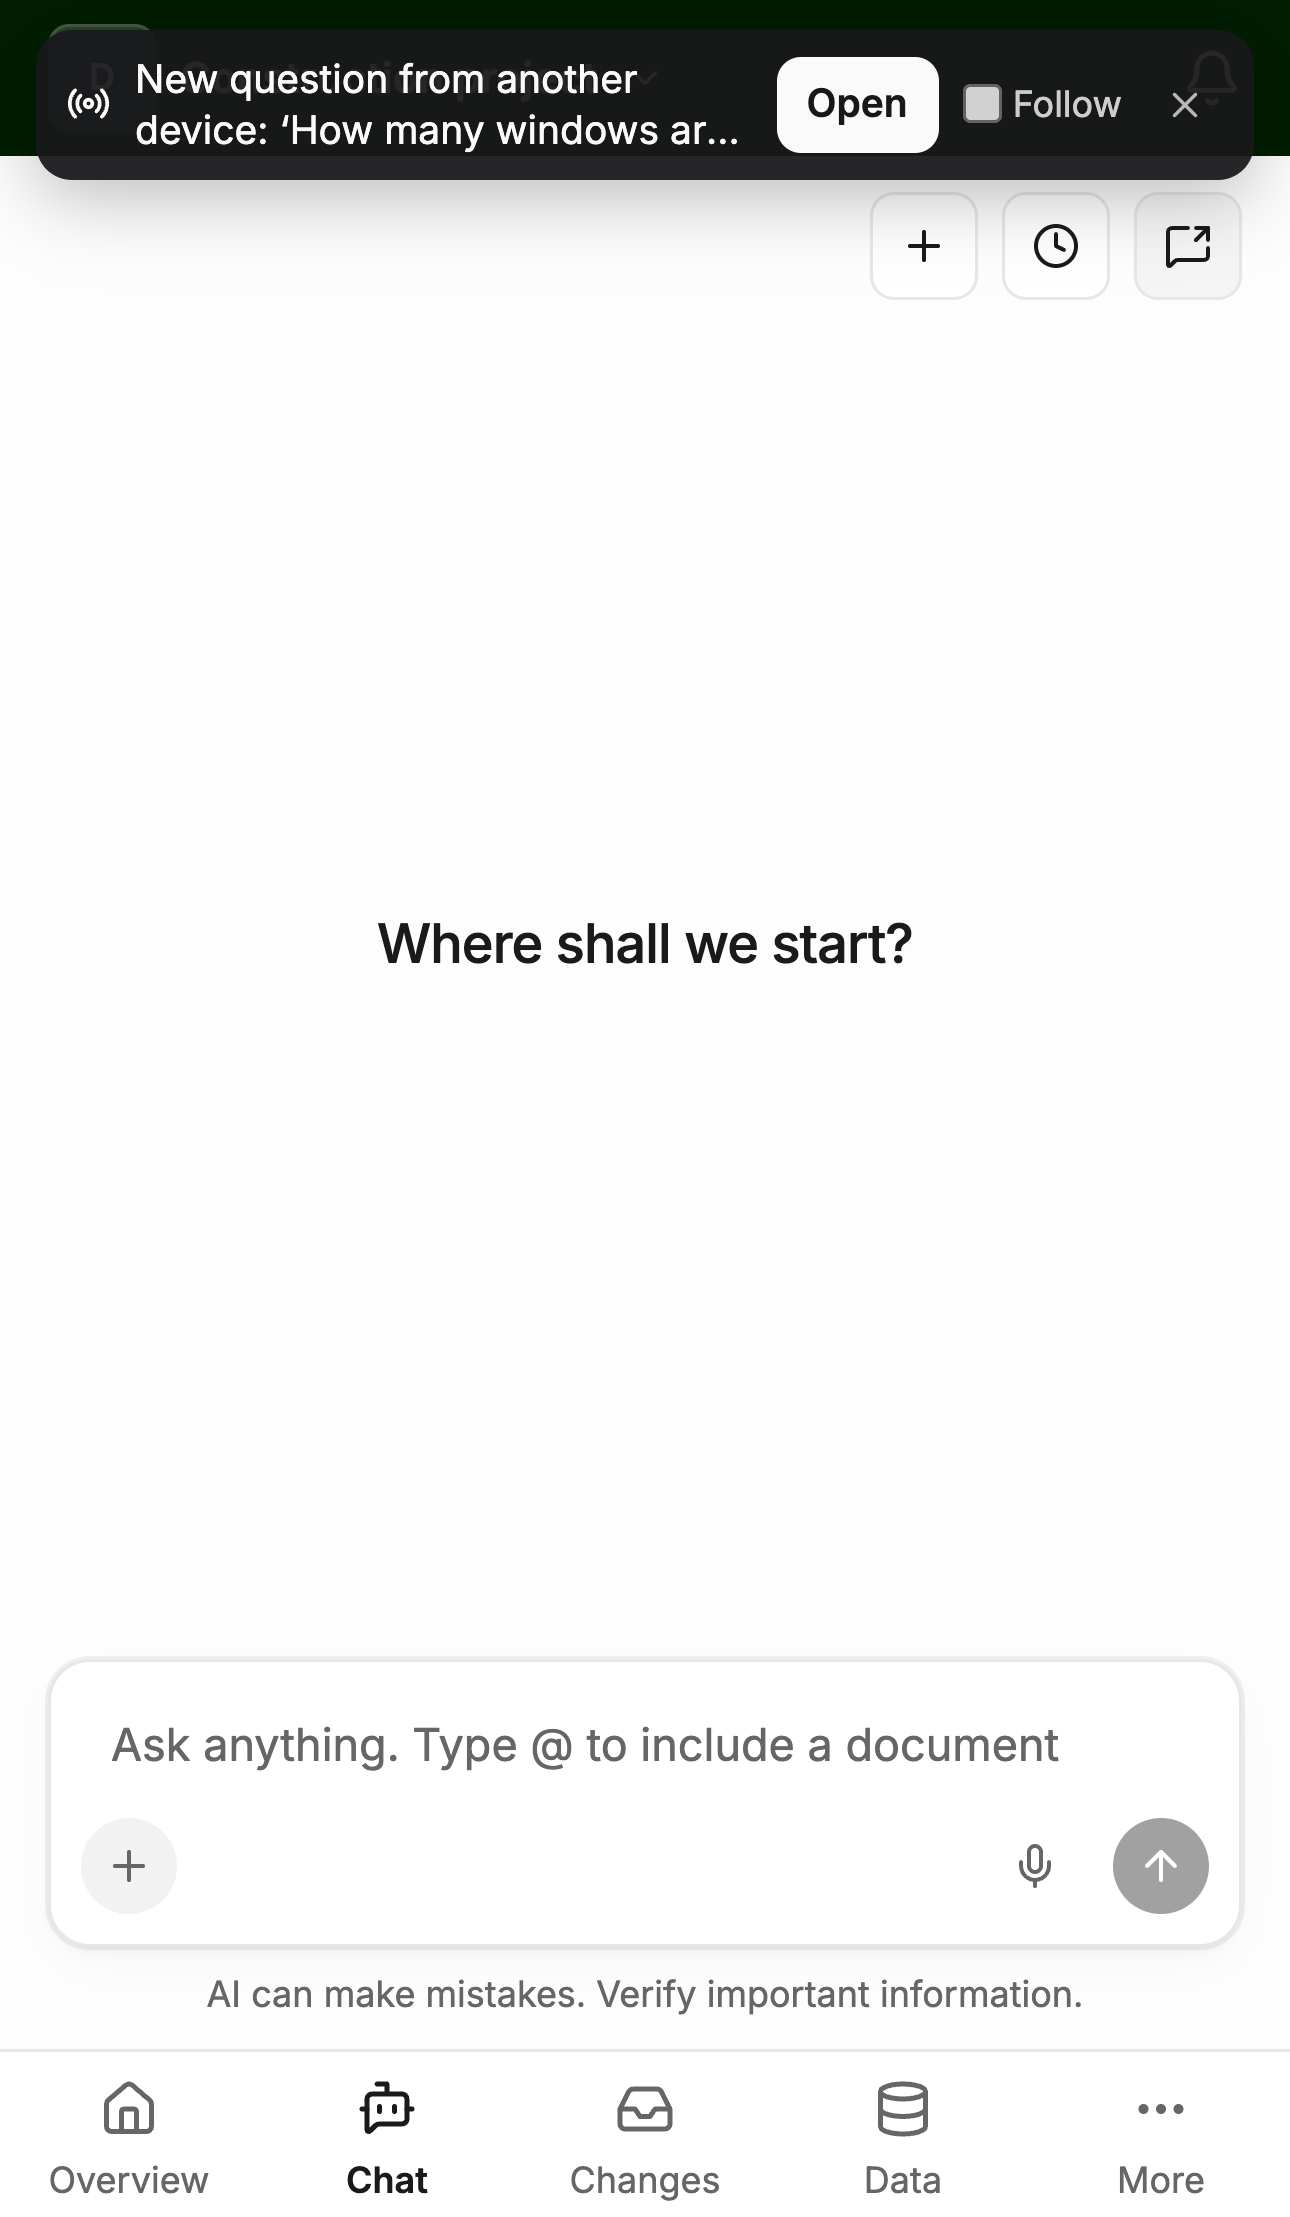 New question from another
device: ‘How many windows ar...
Open
Follow
Where shall we start?
Ask anything. Type @ to include a document
AI can make mistakes. Verify important information.
Overview
Chat
Changes
Data
More